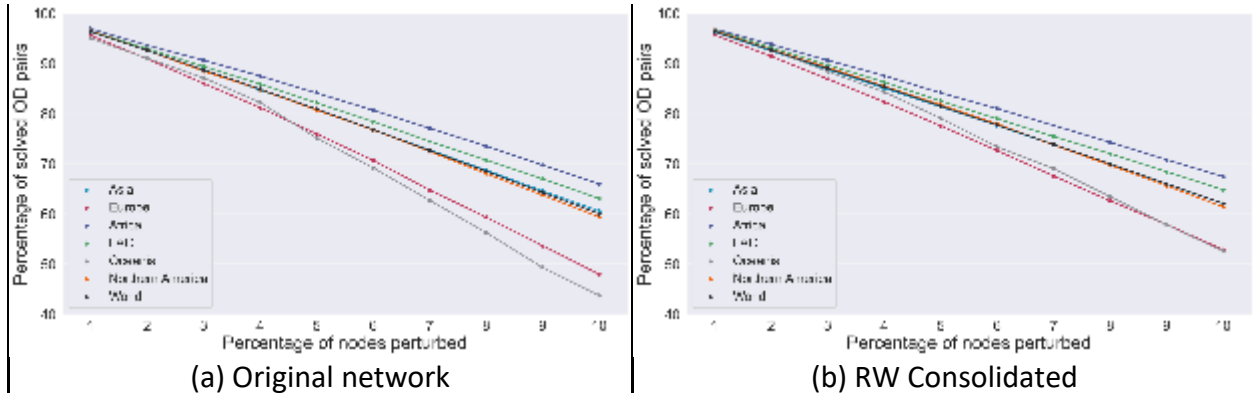 Percentage of solved OD pairs
100
90
80
70
60
50
40
Asia
Europe
Africa
LAC
Oceania
Northern America
World
1 2 3 4 5 6 7 8 9 10
Percentage of nodes perturbed
(a) Original network
Percentage of solved OD pairs
100
90
80
70
60
50
40
Asia
Europe
Africa
LAC
Oceania
Northern America
World
1 2 3 4 5 6 7 8 9 10
Percentage of nodes perturbed
(b) RW Consolidated